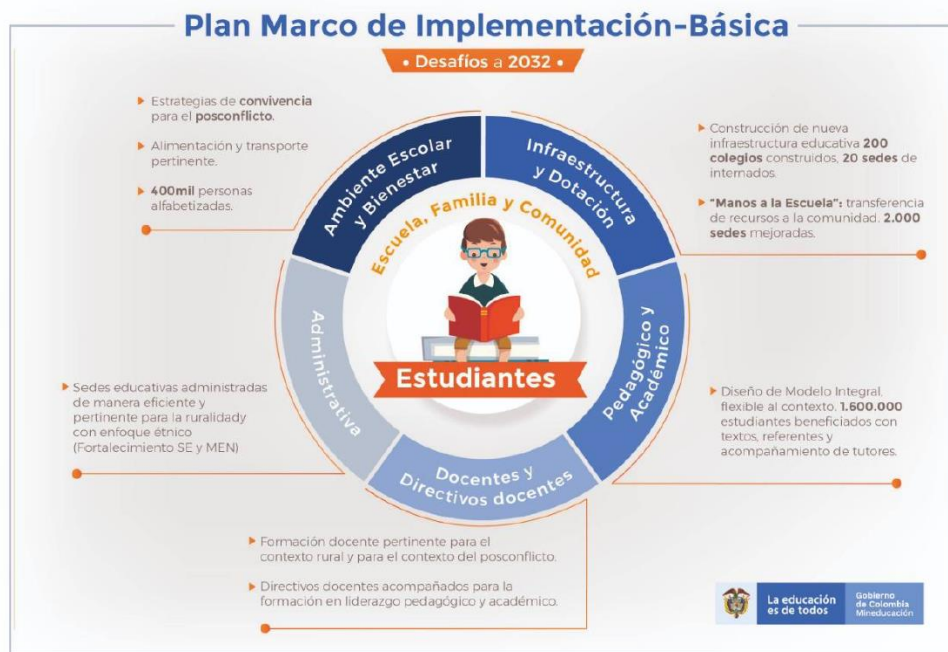 Plan Marco de Implementación-Básica
• Desafíos a 2032 •
Estrategias de convivencia
para el posconflicto.
Alimentación y transporte
pertinente.
400mil personas
alfabetizadas.
Ambiente Escolar
y Bienestar
Infraestructura
y Dotación
Construcción de nueva
infraestructura educativa 200
colegios construidos, 20 sedes de
internados.
"Manos a la Escuela": transferencia
de recursos a la comunidad. 2.000
sedes mejoradas.
Escuela, Familia y Comunidad
Estudiantes
Administrativa
Pedagógico y
Académico
Sedes educativas administradas
de manera eficiente y
pertinente para la ruralidady
con enfoque étnico
(Fortalecimiento SE y MEN)
Diseño de Modelo Integral,
flexible al contexto. 1.600.000
estudiantes beneficiados con
textos, referentes y
acompañamiento de tutores.
Docentes y
Directivos docentes
Formación docente pertinente para el
contexto rural y para el contexto del posconflicto.
Directivos docentes acompañados para la
formación en liderazgo pedagógico y académico.
La educación
es de todos
Gobierno
de Colombia
Mineducación